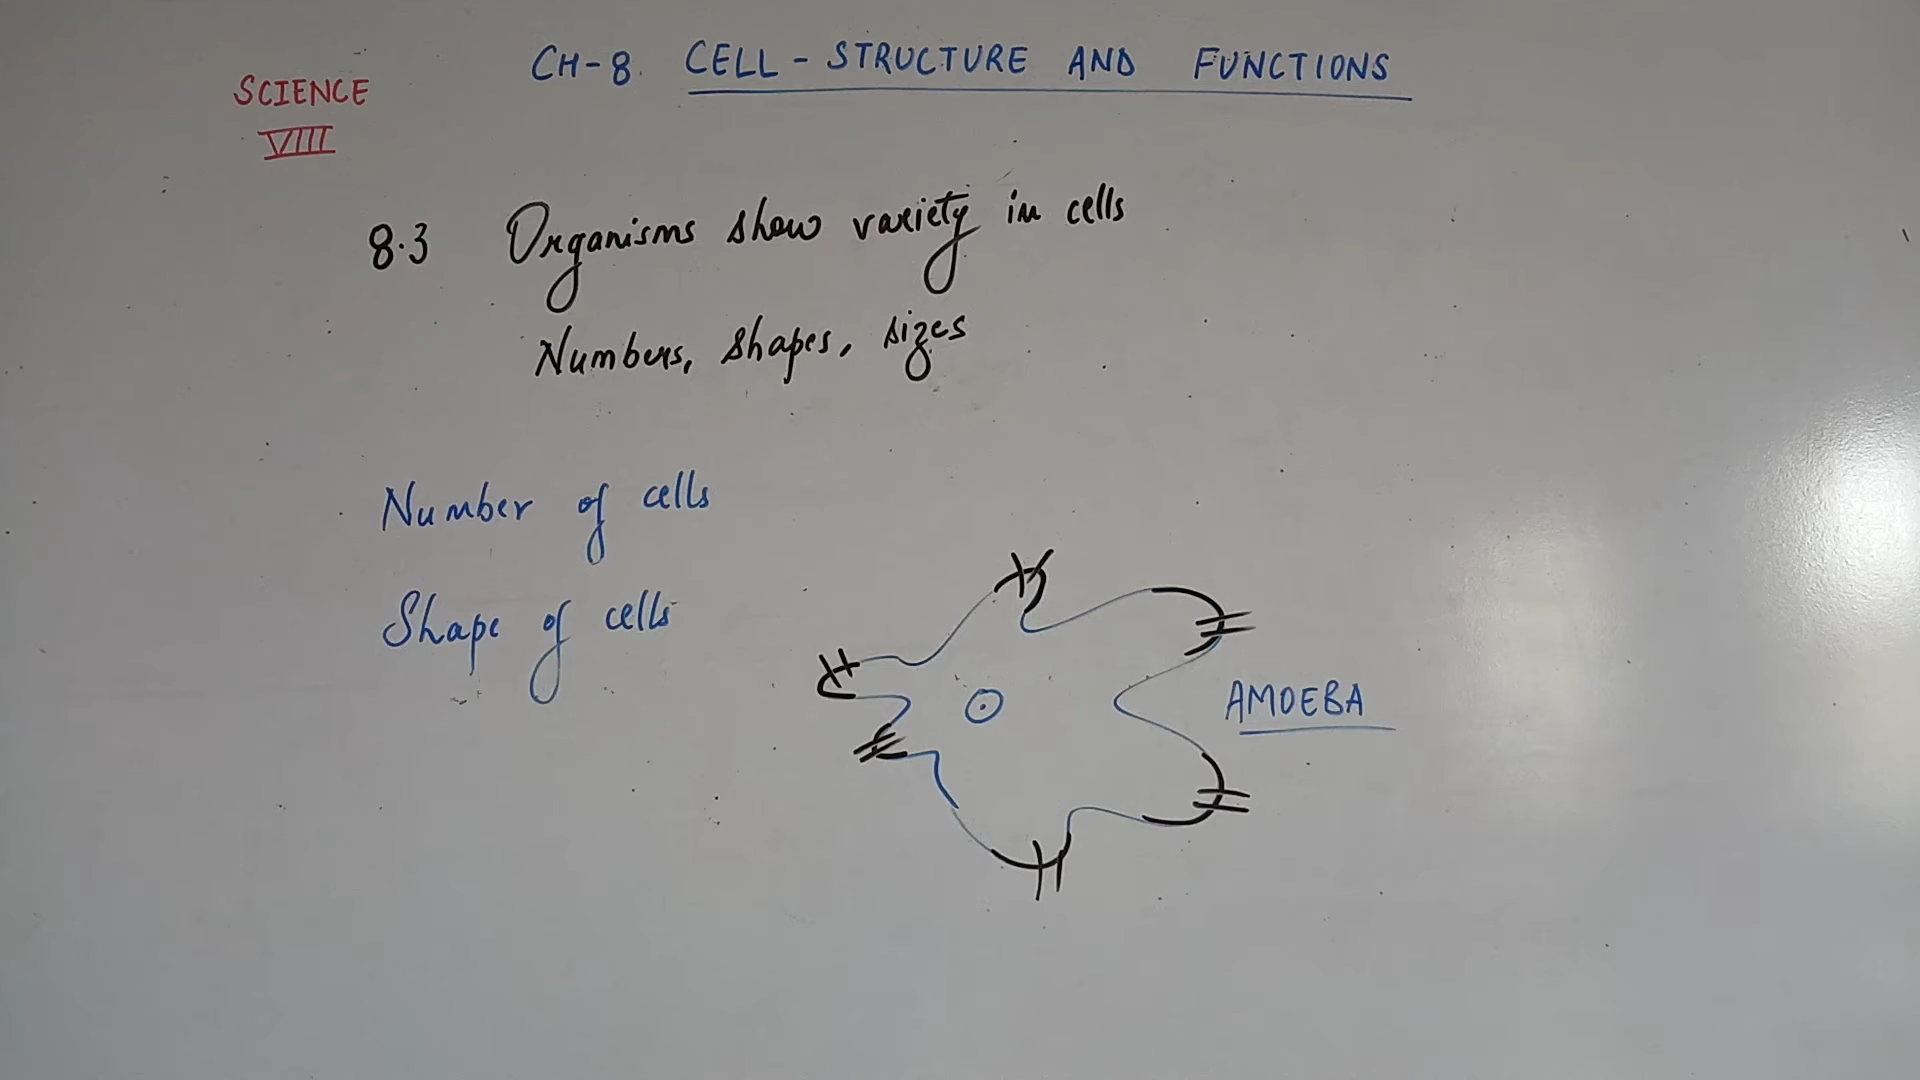 CH-8. CELL-STRUCTURE AND FUNCTIONS
SCIENCE
VIII
8.3 Organisms show variety in cells
Numbers, shapes, sizes
Number of cells
Shape of cells
AMOEBA